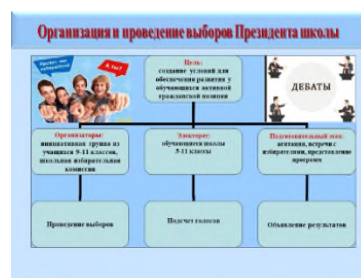 Организация и проведение выборов Президента школы
Цель:
создание условий для
обеспечения развития у
обучающихся активной
гражданской позиции
ДЕБАТЫ
Организаторы:
инициативная группа из
учащихся 9-11 классов,
школьная избирательная
комиссия
Электорат:
обучающиеся школы
5-11 классы
Подготовительный этап:
агитация, встречи с
избирателями, представление
программ
Проведение выборов
Подсчет голосов
Объявление результатов